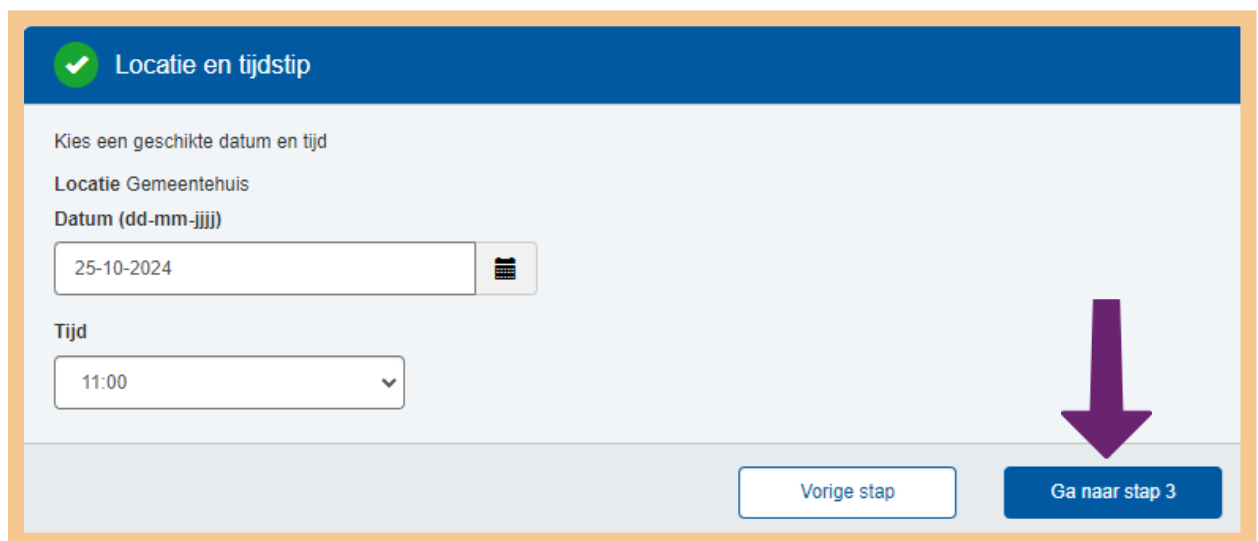 Locatie en tijdstip
Kies een geschikte datum en tijd
Locatie Gemeentehuis
Datum (dd-mm-jjjj)
25-10-2024
Tijd
11:00
Vorige stap
Ga naar stap 3